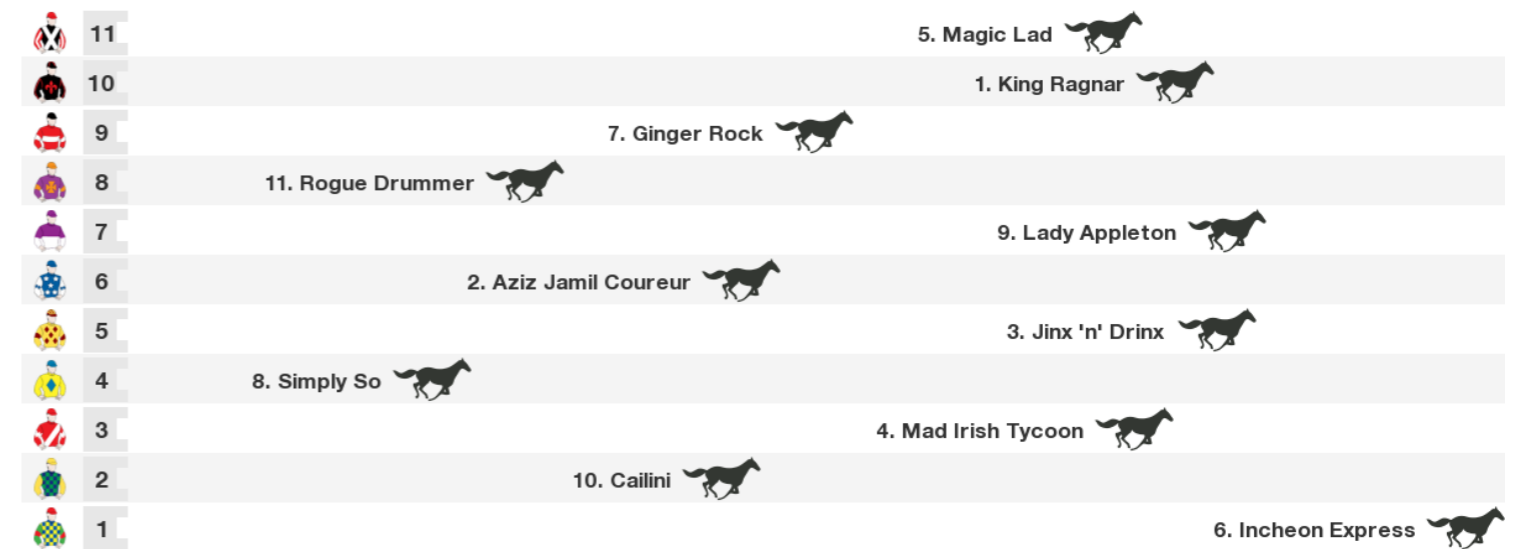 11 5. Magic Lad
10 1. King Ragnar
9 7. Ginger Rock
8 11. Rogue Drummer
7 9. Lady Appleton
6 2. Aziz Jamil Coureur
5 3. Jinx 'n' Drinx
4 8. Simply So
3 4. Mad Irish Tycoon
2 10. Cailini
1 6. Incheon Express